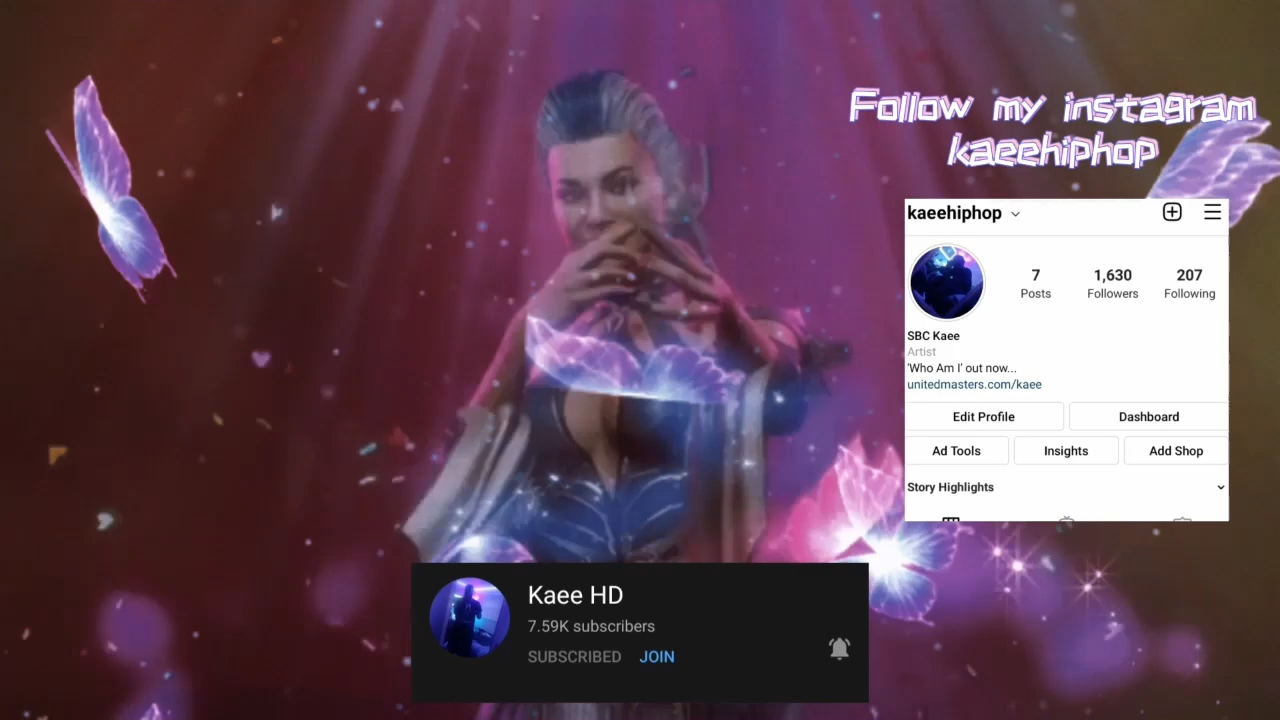 Follow my instagram
kaeehiphop
kaeehiphop
7 1,630 207
Posts Followers Following
SBC Kaee
Artist
'Who Am I' out now...
unitedmasters.com/kaee
Edit Profile Dashboard
Ad Tools Insights Add Shop
Story Highlights
Kaee HD
7.59K subscribers
SUBSCRIBED JOIN